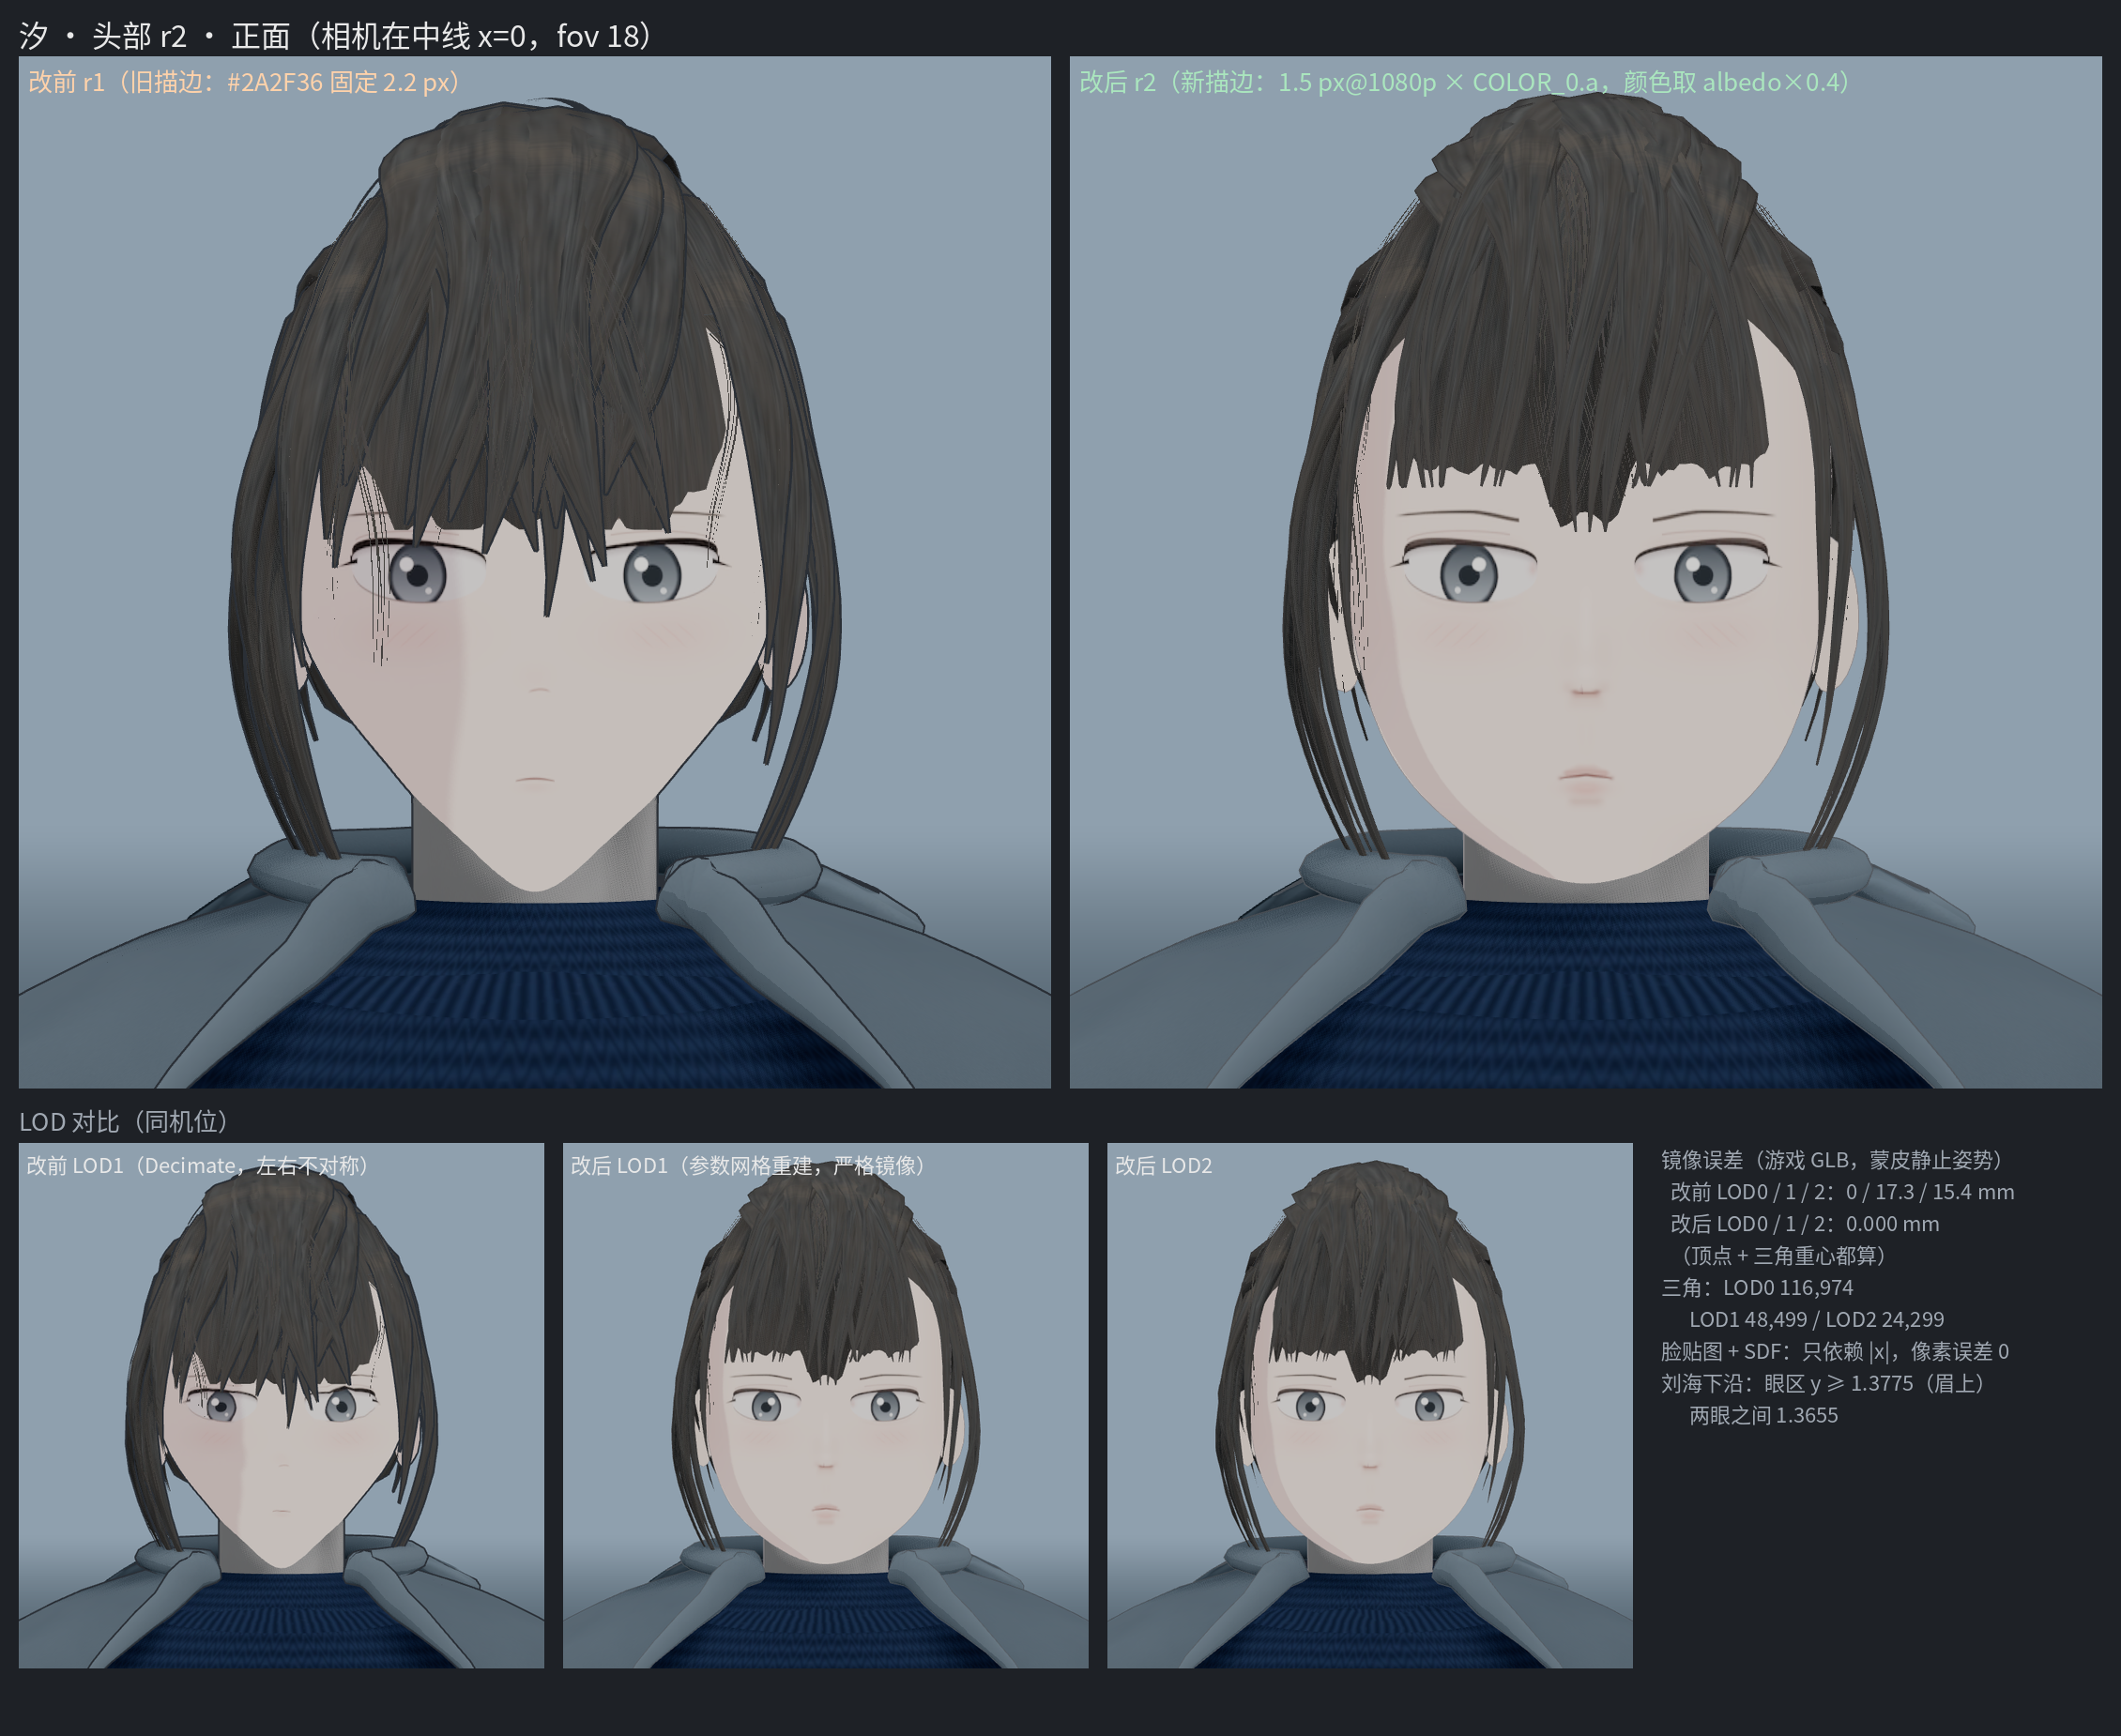 汐 · 头部 r2 · 正面（相机在中线 x=0，fov 18）
改前 r1（旧描边：#2A2F36 固定 2.2 px）
改后 r2（新描边：1.5 px@1080p × COLOR_0.a，颜色取 albedo×0.4）
LOD 对比（同机位）
改前 LOD1（Decimate，左右不对称）
改后 LOD1（参数网格重建，严格镜像）
改后 LOD2
镜像误差（游戏 GLB，蒙皮静止姿势）
改前 LOD0 / 1 / 2：0 / 17.3 / 15.4 mm
改后 LOD0 / 1 / 2：0.000 mm
（顶点 + 三角重心都算）
三角：LOD0 116,974
LOD1 48,499 / LOD2 24,299
脸贴图 + SDF：只依赖 |x|，像素误差 0
刘海下沿：眼区 y ⩾ 1.3775（眉上）
两眼之间 1.3655